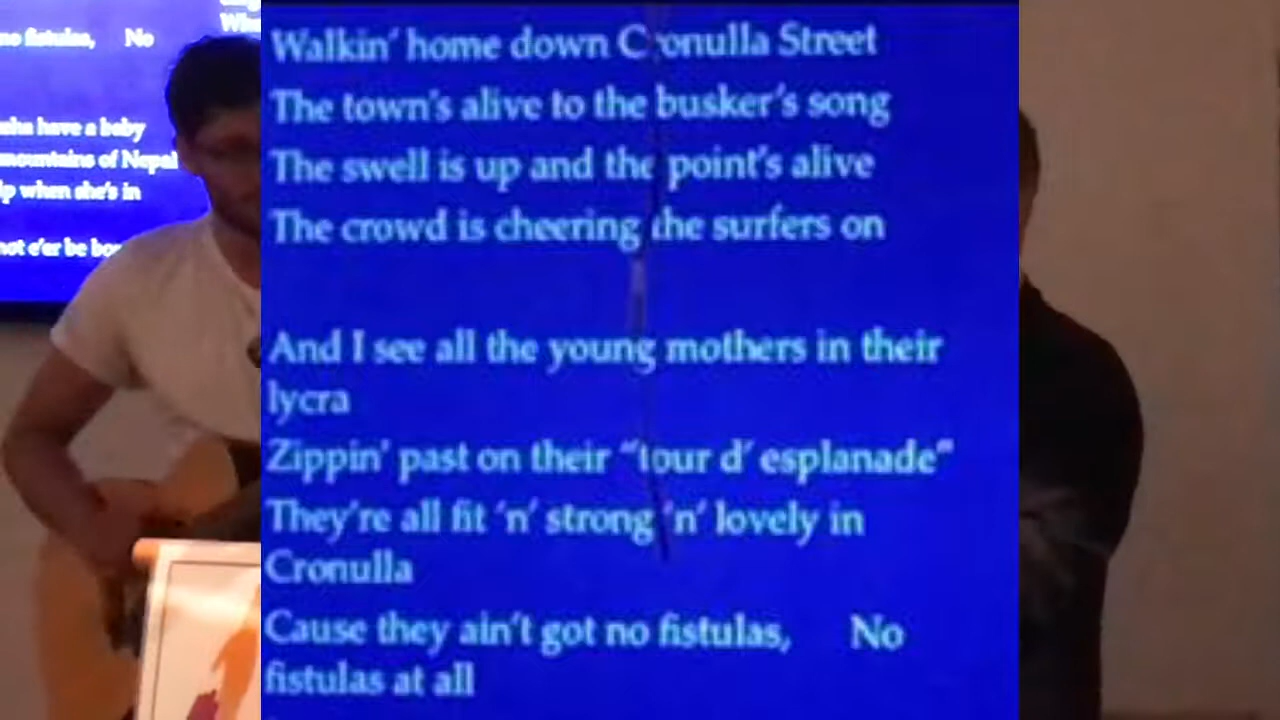 no fistulas, No
have a baby
mountains of Nepal
when she's in
not e'er be
Walkin' home down Cronulla Street
The town's alive to the busker's song
The swell is up and the point's alive
The crowd is cheering the surfers on
And I see all the young mothers in their
lycra
Zippin' past on their "tour d' esplanade"
They're all fit 'n' strong 'n' lovely in
Cronulla
Cause they ain't got no fistulas, No
fistulas at all